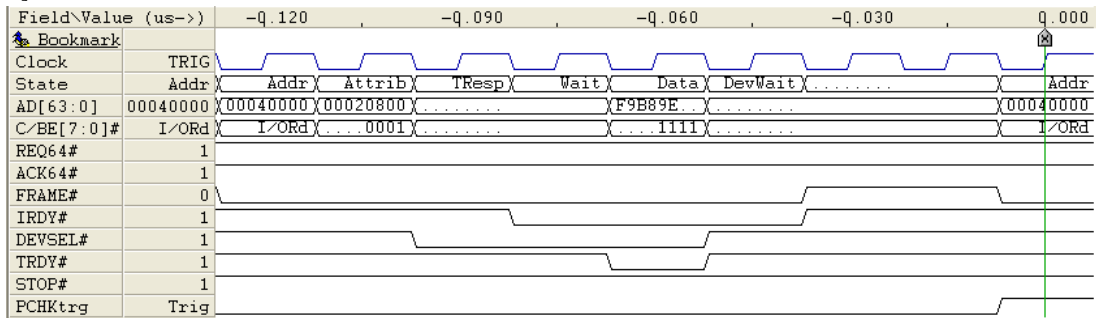 Field\Value (us->) -0.120 -0.090 -0.060 -0.030 0.000
Bookmark
Clock TRIG
State Addr Addr Attrib TResp Wait Data DevWait ........ Addr
AD[63:0] 00040000 00040000 00020800 ........ F9B89E.. ........ 00040000
C/BE[7:0]# I/ORd I/ORd ....0001 ........ ....1111 ........ I/ORd
REQ64# 1
ACK64# 1
FRAME# 0
IRDY# 1
DEVSEL# 1
TRDY# 1
STOP# 1
PCHKtrg Trig